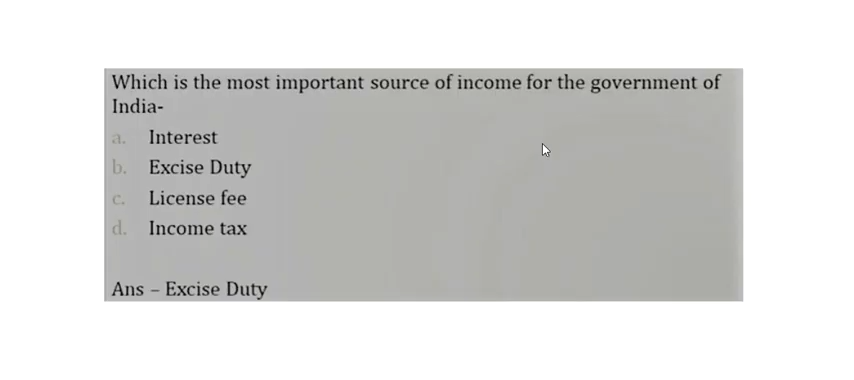 Which is the most important source of income for the government of
India-
a. Interest
b. Excise Duty
c. License fee
d. Income tax
Ans – Excise Duty